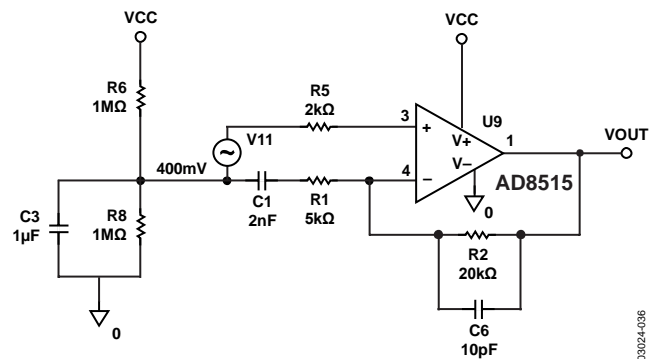 VCC
VCC
R6
1MΩ
R5
2kΩ
V11
3
+
U9
1
V+
VOUT
400mV
C1
2nF
R1
5kΩ
4
–
V–
AD8515
0
C3
1µF
R8
1MΩ
R2
20kΩ
0
C6
10pF
03024-036